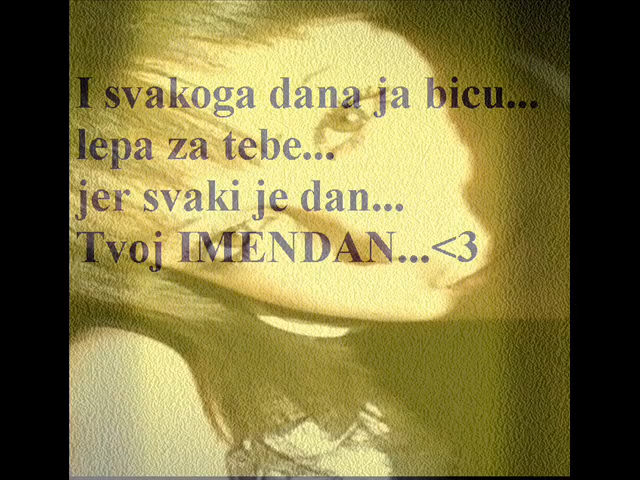 I svakoga dana ja bicu...
lepa za tebe...
jer svaki je dan...
Tvoj IMENDAN...<3